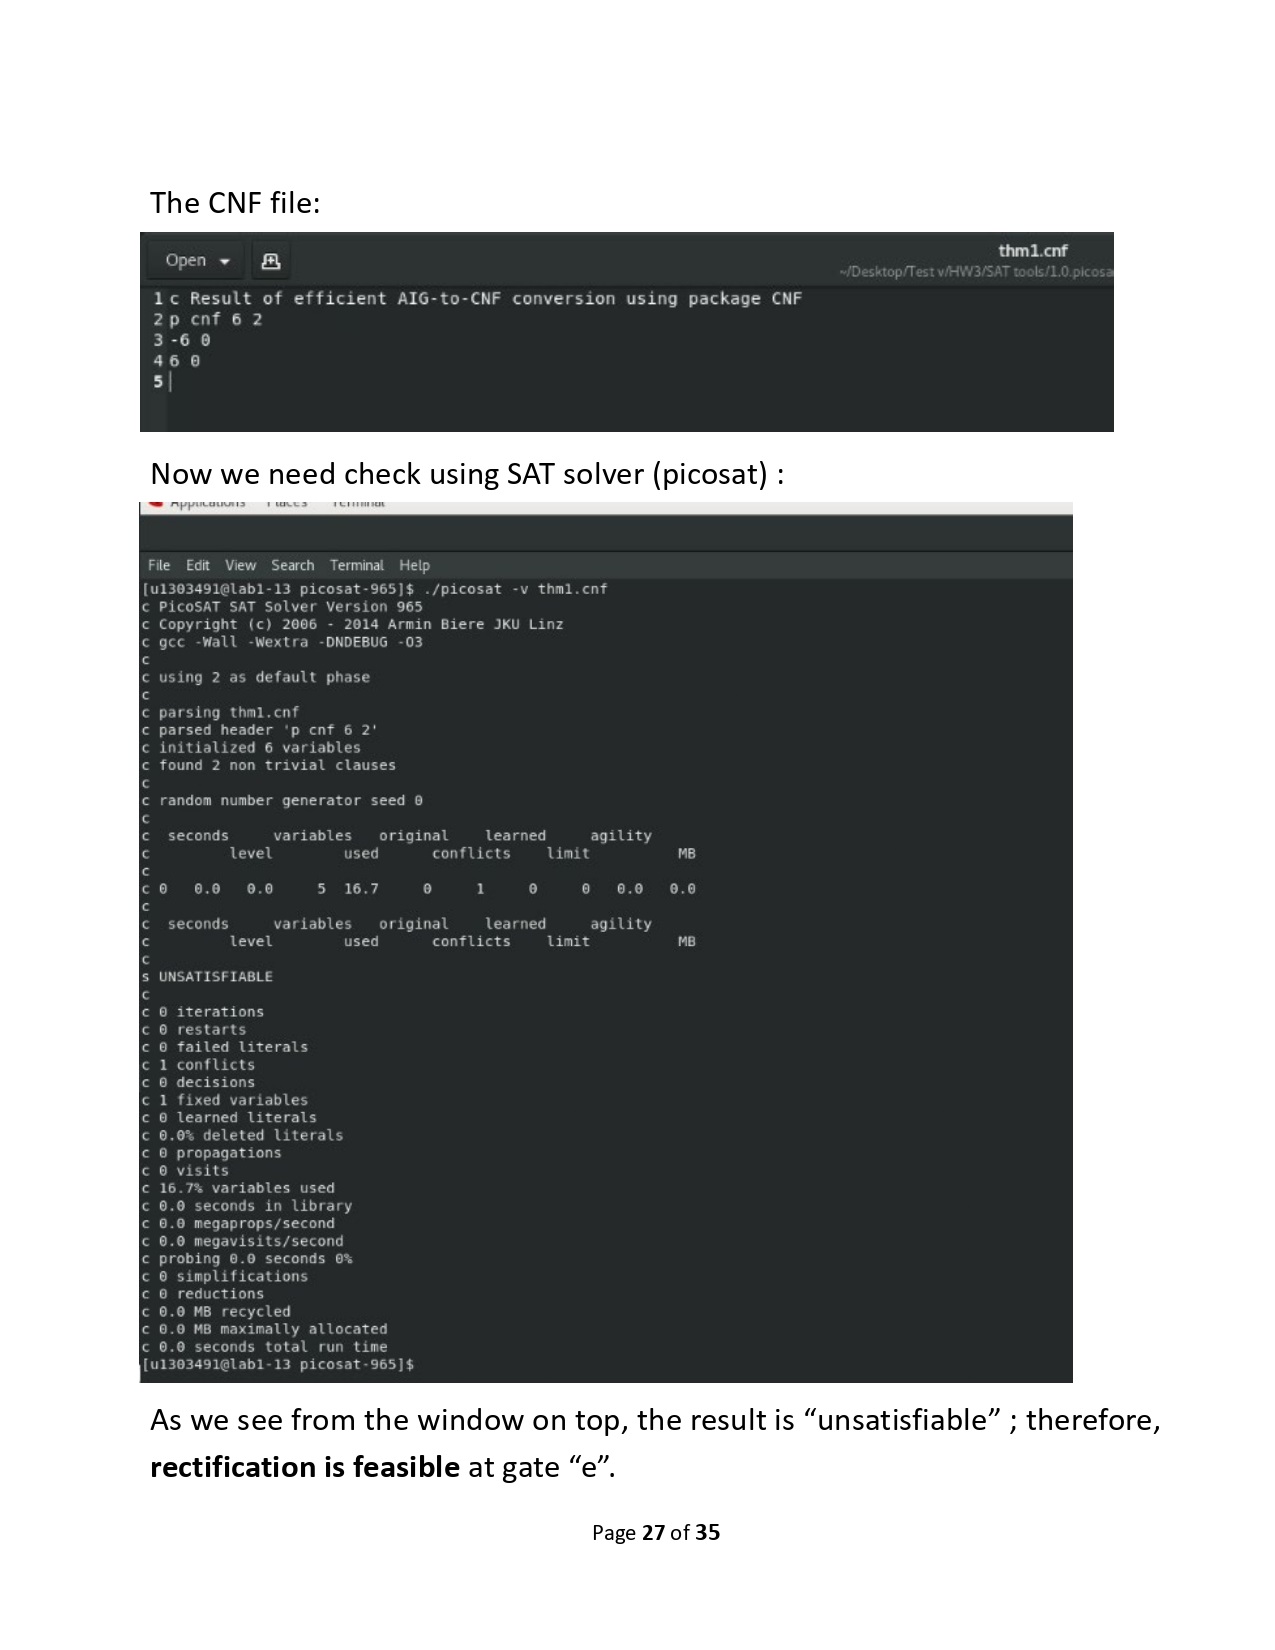 The CNF file:
Open
thm1.cnf
~/Desktop/Test v/HW3/SAT tools/1.0.picosa
1 c Result of efficient AIG-to-CNF conversion using package CNF
2 p cnf 6 2
3 -6 0
4 6 0
5
Now we need check using SAT solver (picosat) :
Applications Places Terminal
File Edit View Search Terminal Help
[u1303491@lab1-13 picosat-965]$ ./picosat -v thm1.cnf
c PicoSAT SAT Solver Version 965
c Copyright (c) 2006 - 2014 Armin Biere JKU Linz
c gcc -Wall -Wextra -DNDEBUG -O3
c
c using 2 as default phase
c
c parsing thm1.cnf
c parsed header 'p cnf 6 2'
c initialized 6 variables
c found 2 non trivial clauses
c
c random number generator seed 0
c
c seconds variables original learned agility
c level used conflicts limit MB
c
c 0 0.0 0.0 5 16.7 0 1 0 0 0.0 0.0
c
c seconds variables original learned agility
c level used conflicts limit MB
c
s UNSATISFIABLE
c
c 0 iterations
c 0 restarts
c 0 failed literals
c 1 conflicts
c 0 decisions
c 1 fixed variables
c 0 learned literals
c 0.0% deleted literals
c 0 propagations
c 0 visits
c 16.7% variables used
c 0.0 seconds in library
c 0.0 megaprops/second
c 0.0 megavisits/second
c probing 0.0 seconds 0%
c 0 simplifications
c 0 reductions
c 0.0 MB recycled
c 0.0 MB maximally allocated
c 0.0 seconds total run time
[u1303491@lab1-13 picosat-965]$
As we see from the window on top, the result is “unsatisfiable” ; therefore,
rectification is feasible at gate “e”.
Page 27 of 35